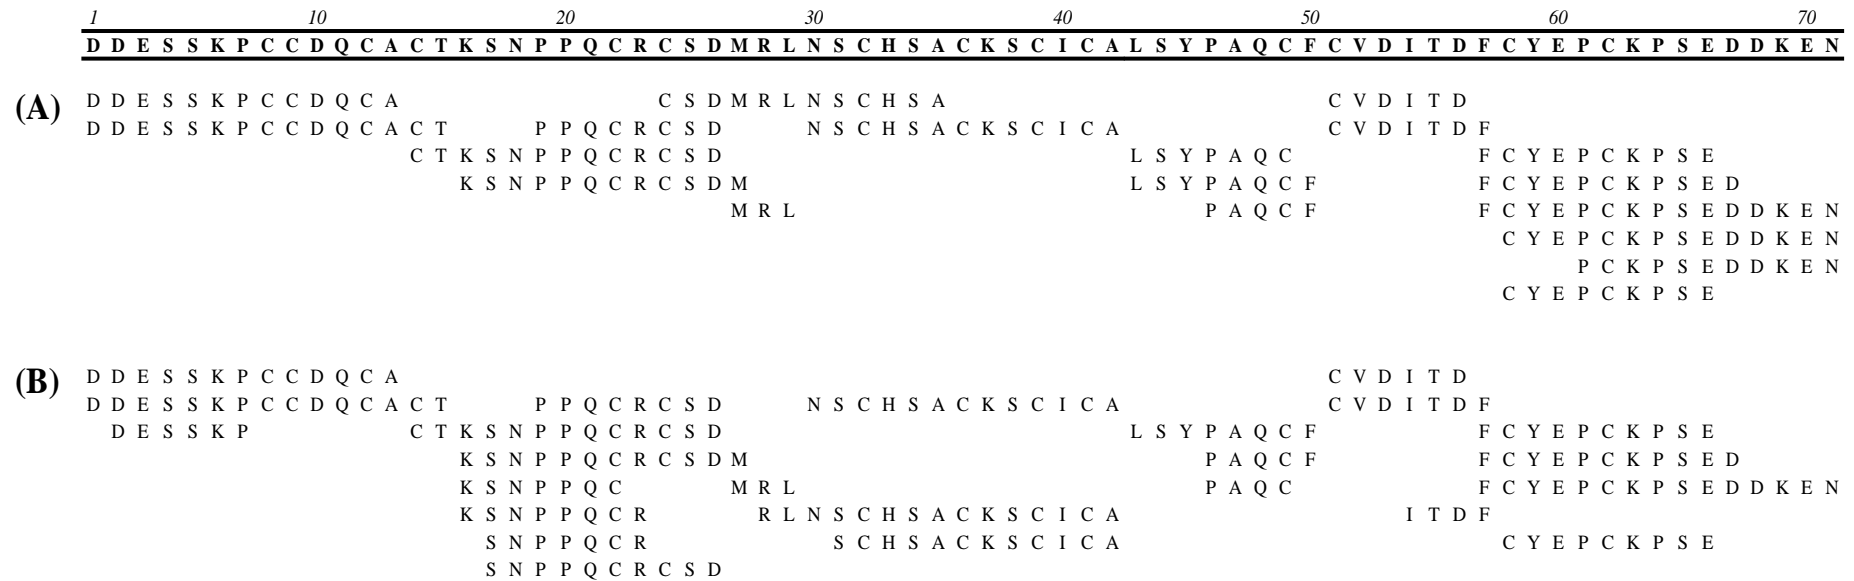 1 10 20 30 40 50 60 70
D D E S S K P C C D Q C A C T K S N P P Q C R C S D M R L N S C H S A C K S C I C A L S Y P A Q C F C V D I T D F C Y E P C K P S E D D K E N
(A) D D E S S K P C C D Q C A C S D M R L N S C H S A C V D I T D
D D E S S K P C C D Q C A C T P P Q C R C S D N S C H S A C K S C I C A C V D I T D F
C T K S N P P Q C R C S D L S Y P A Q C F C Y E P C K P S E
K S N P P Q C R C S D M L S Y P A Q C F F C Y E P C K P S E D
M R L P A Q C F F C Y E P C K P S E D D K E N
C Y E P C K P S E D D K E N
P C K P S E D D K E N
C Y E P C K P S E
(B) D D E S S K P C C D Q C A C V D I T D
D D E S S K P C C D Q C A C T P P Q C R C S D N S C H S A C K S C I C A C V D I T D F
D E S S K P C T K S N P P Q C R C S D L S Y P A Q C F F C Y E P C K P S E
K S N P P Q C R C S D M P A Q C F F C Y E P C K P S E D
K S N P P Q C M R L P A Q C F C Y E P C K P S E D D K E N
K S N P P Q C R R L N S C H S A C K S C I C A I T D F
S N P P Q C R S C H S A C K S C I C A C Y E P C K P S E
S N P P Q C R C S D